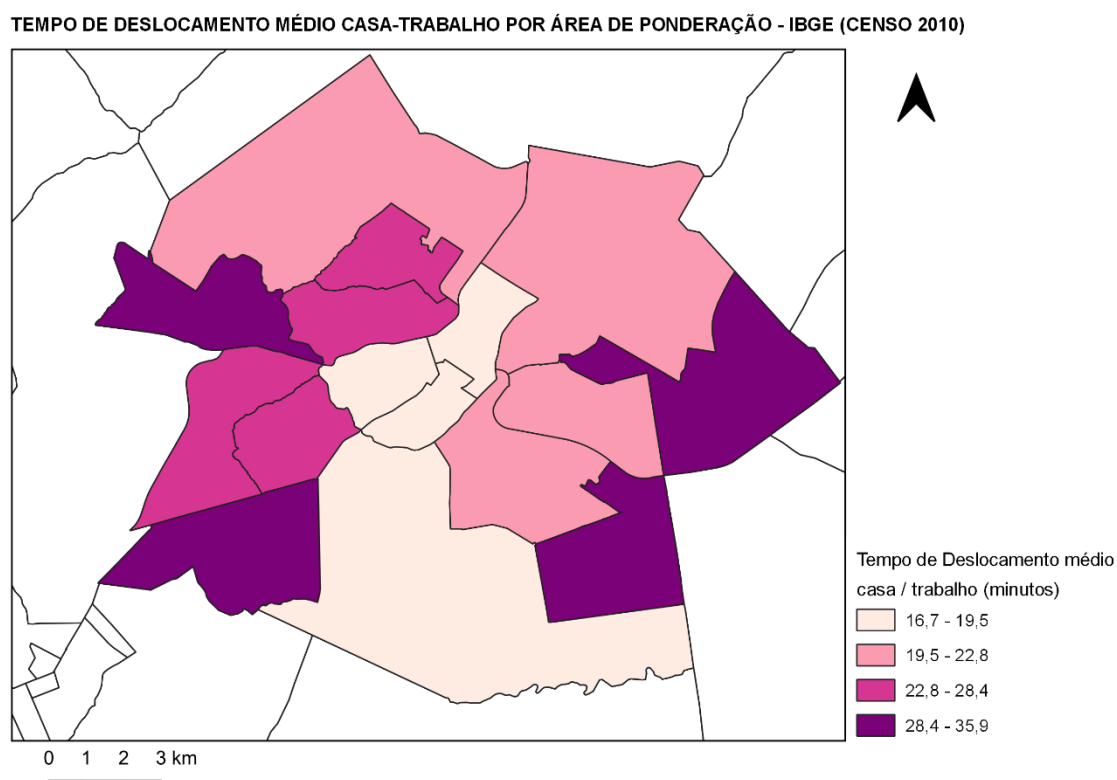 TEMPO DE DESLOCAMENTO MÉDIO CASA-TRABALHO POR ÁREA DE PONDERAÇÃO - IBGE (CENSO 2010)
Tempo de Deslocamento médio
casa / trabalho (minutos)
16,7 - 19,5
19,5 - 22,8
22,8 - 28,4
28,4 - 35,9
0 1 2 3 km